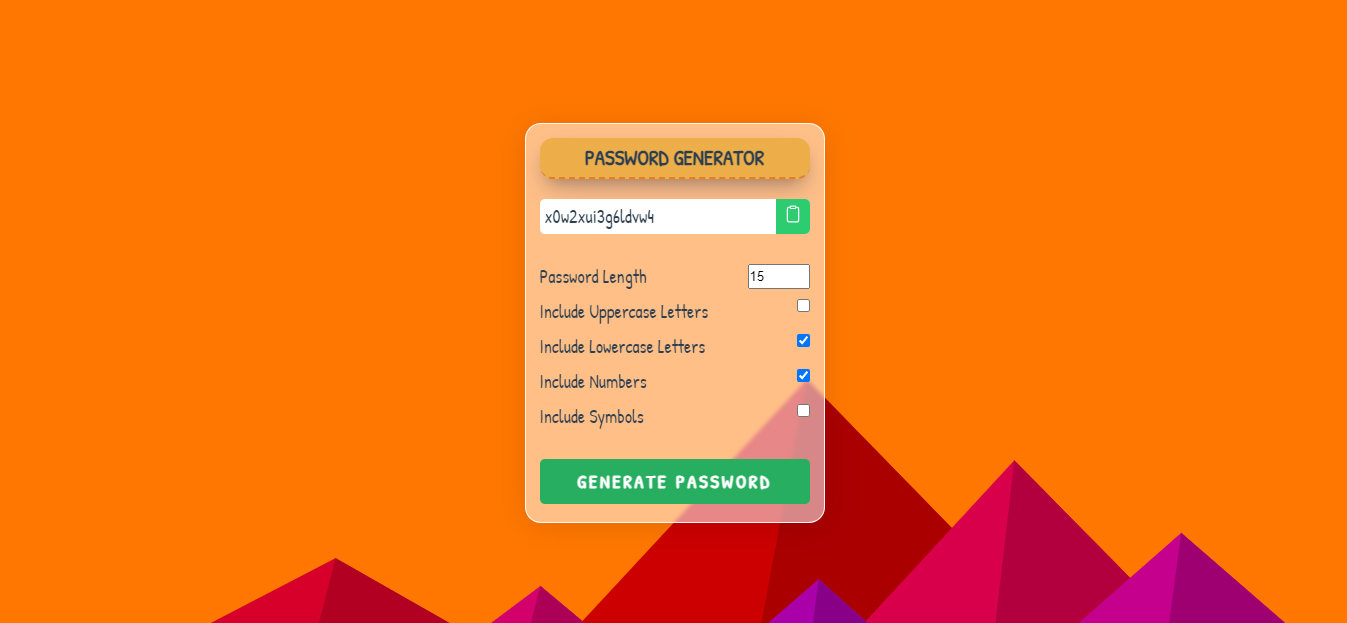 PASSWORD GENERATOR
x0w2xui3g6ldvw4
Password Length 15
Include Uppercase Letters
Include Lowercase Letters
Include Numbers
Include Symbols
GENERATE PASSWORD